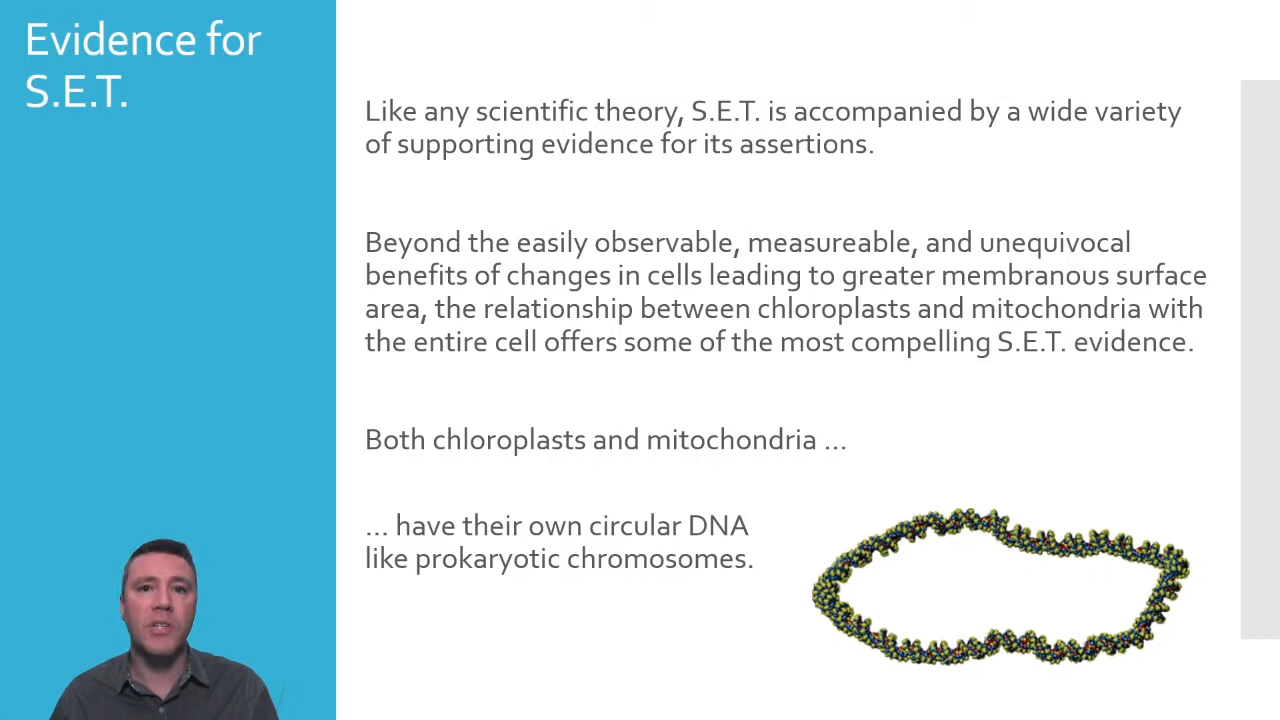 Evidence for
S.E.T.
Like any scientific theory, S.E.T. is accompanied by a wide variety
of supporting evidence for its assertions.
Beyond the easily observable, measureable, and unequivocal
benefits of changes in cells leading to greater membranous surface
area, the relationship between chloroplasts and mitochondria with
the entire cell offers some of the most compelling S.E.T. evidence.
Both chloroplasts and mitochondria ...
... have their own circular DNA
like prokaryotic chromosomes.